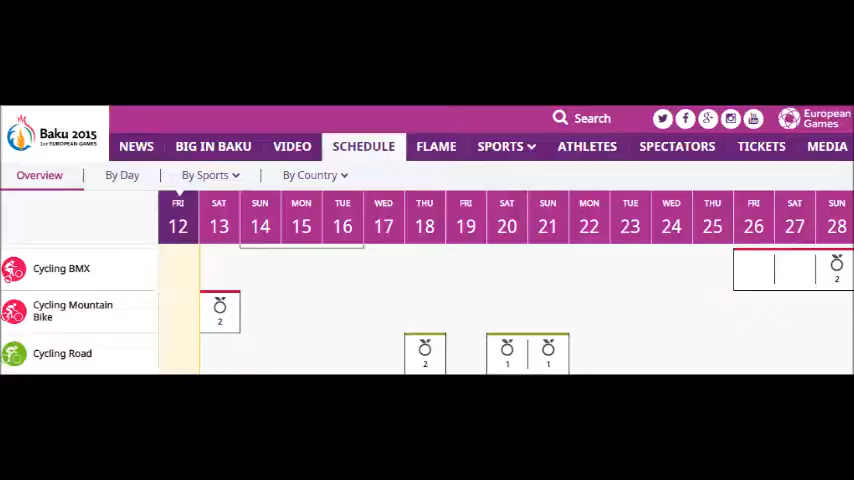 Search
European Games
Baku 2015
1ST EUROPEAN GAMES
NEWS BIG IN BAKU VIDEO SCHEDULE FLAME SPORTS ATHLETES SPECTATORS TICKETS MEDIA
Overview | By Day | By Sports | By Country
FRI SAT SUN MON TUE WED THU FRI SAT SUN MON TUE WED THU FRI SAT SUN
12 13 14 15 16 17 18 19 20 21 22 23 24 25 26 27 28
Cycling BMX
2
Cycling Mountain
Bike
2
Cycling Road
2 1 1